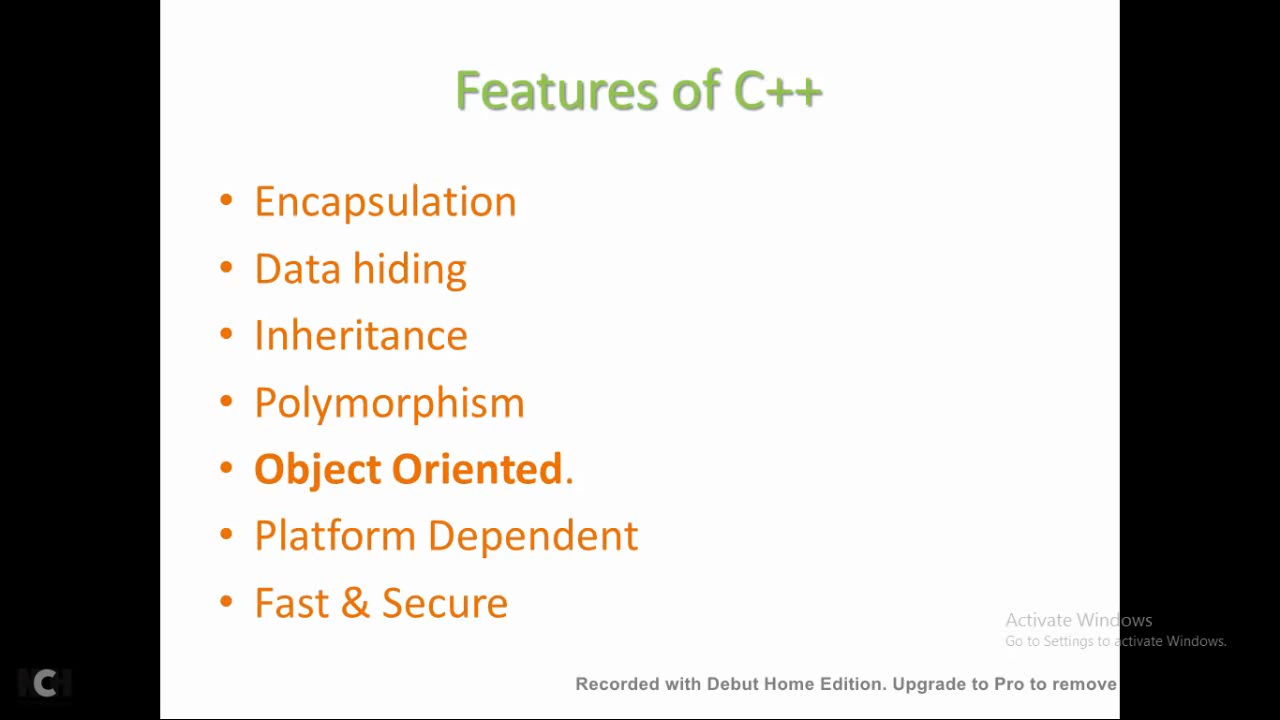 Features of C++
• Encapsulation
• Data hiding
• Inheritance
• Polymorphism
• Object Oriented.
• Platform Dependent
• Fast & Secure
Activate Windows
Go to Settings to activate Windows.
NCH
Recorded with Debut Home Edition. Upgrade to Pro to remove